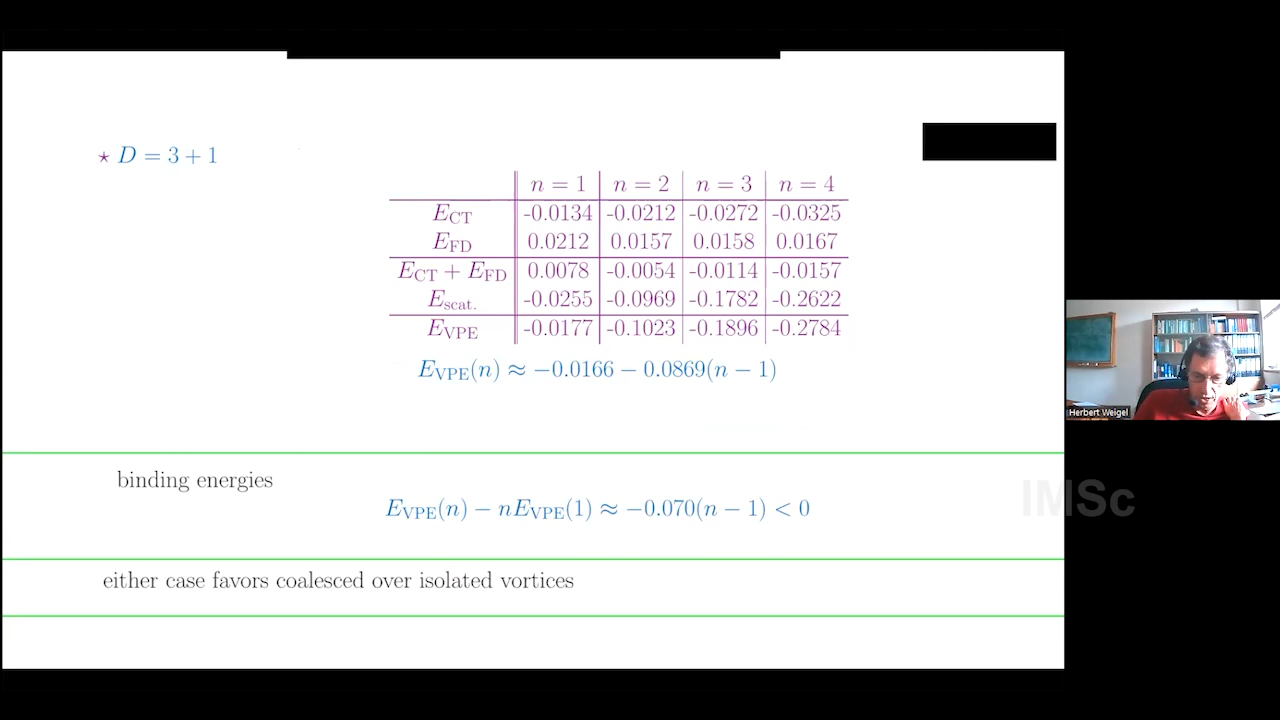 ⋆ D = 3 + 1
n = 1 n = 2 n = 3 n = 4
E_CT -0.0134 -0.0212 -0.0272 -0.0325
E_FD 0.0212 0.0157 0.0158 0.0167
E_CT + E_FD 0.0078 -0.0054 -0.0114 -0.0157
E_scat. -0.0255 -0.0969 -0.1782 -0.2622
E_VPE -0.0177 -0.1023 -0.1896 -0.2784
E_VPE(n) ≈ −0.0166 − 0.0869(n − 1)
Herbert Weigel
binding energies
E_VPE(n) − nE_VPE(1) ≈ −0.070(n − 1) < 0
IMSc
either case favors coalesced over isolated vortices